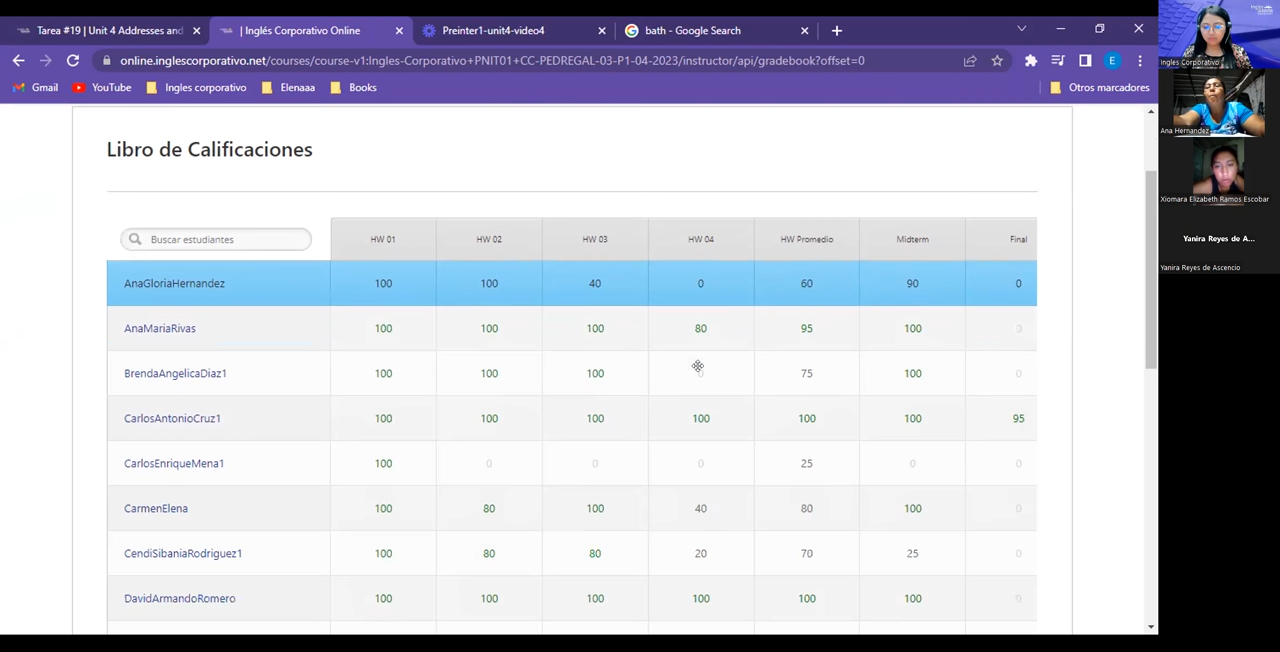 Tarea #19 | Unit 4 Addresses and
| Inglés Corporativo Online
Preinter1-unit4-video4
bath - Google Search
online.inglescorporativo.net/courses/course-v1:Ingles-Corporativo+PNIT01+CC-PEDREGAL-03-P1-04-2023/instructor/api/gradebook?offset=0
E
Gmail
YouTube
Ingles corporativo
Elenaaa
Books
Otros marcadores
Libro de Calificaciones
Buscar estudiantes
HW 01 HW 02 HW 03 HW 04 HW Promedio Midterm Final
AnaGloriaHernandez 100 100 40 0 60 90 0
AnaMariaRivas 100 100 100 80 95 100 0
BrendaAngelicaDiaz1 100 100 100 0 75 100 0
CarlosAntonioCruz1 100 100 100 100 100 100 95
CarlosEnriqueMena1 100 0 0 0 25 0 0
CarmenElena 100 80 100 40 80 100 0
CendiSibaniaRodriguez1 100 80 80 20 70 25 0
DavidArmandoRomero 100 100 100 100 100 100 0
Ingles Corporativo
Ana Hernandez
Xiomara Elizabeth Ramos Escobar
Yanira Reyes de A...
Yanira Reyes de Ascencio